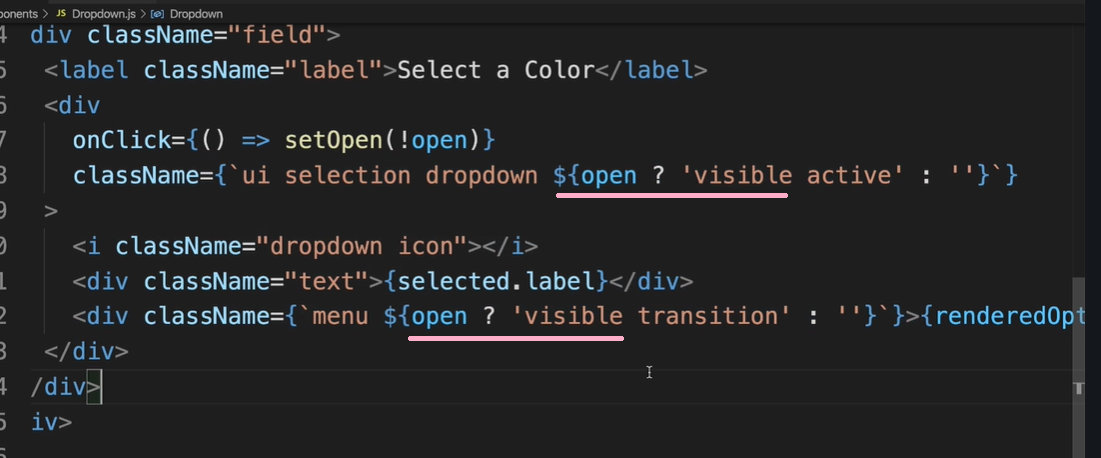 ponents > JS Dropdown.js > Dropdown
4 div className="field">
5 <label className="label">Select a Color</label>
6 <div
7 onClick={() => setOpen(!open)}
8 className={`ui selection dropdown ${open ? 'visible active' : ''}`}
9 >
0 <i className="dropdown icon"></i>
1 <div className="text">{selected.label}</div>
2 <div className={`menu ${open ? 'visible transition' : ''}`}>{renderedOpt
3 </div>
4 /div>
5 iv>
6